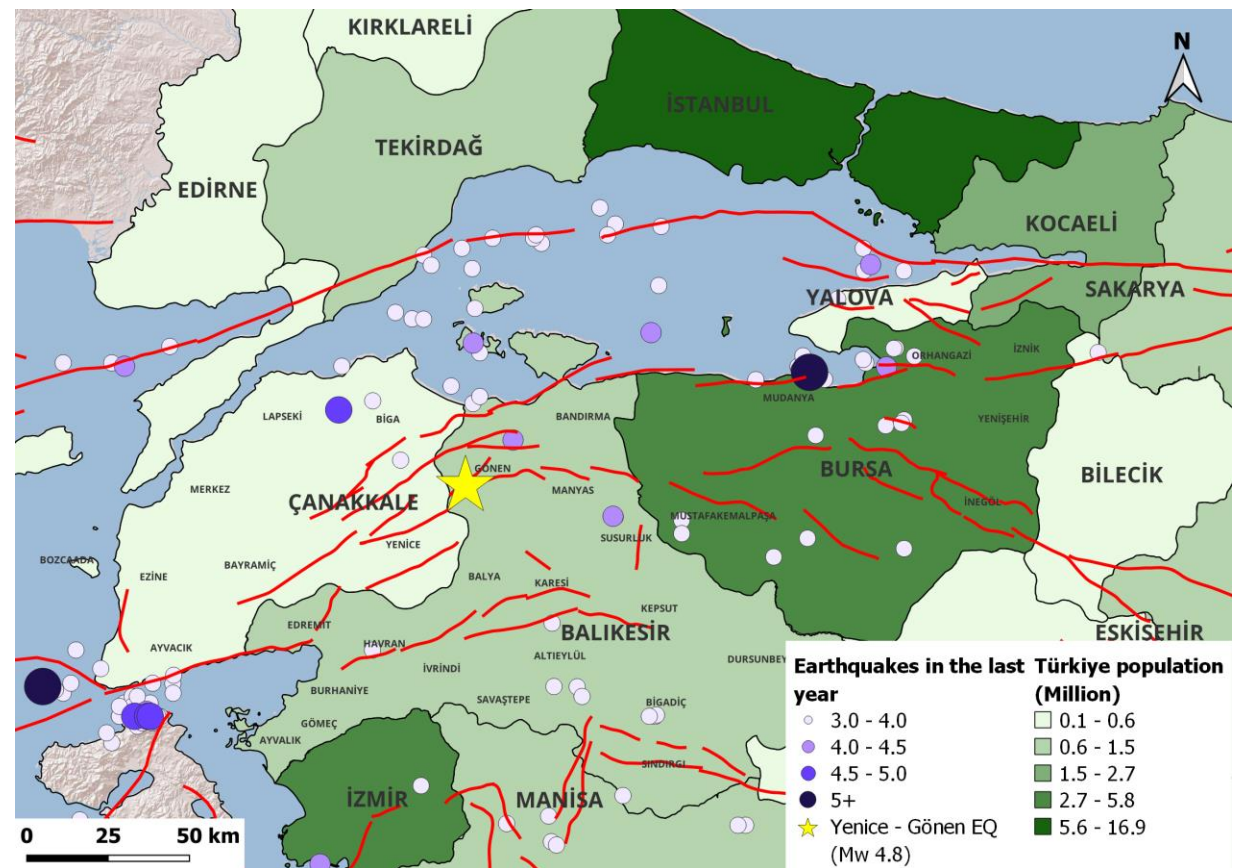 KIRKLARELİ
N
İSTANBUL
TEKİRDAĞ
EDİRNE
KOCAELİ
SAKARYA
YALOVA
İZNİK
ORHANGAZİ
MUDANYA
LAPSEKİ
BİGA
BANDIRMA
YENİŞEHİR
GÖNEN
BURSA
BİLECİK
MERKEZ
MANYAS
ÇANAKKALE
İNEGÖL
MUSTAFAKEMALPAŞA
SUSURLUK
YENİCE
BOZCAADA
BAYRAMİÇ
EZİNE
BALYA
KARESİ
KEPSUT
EDREMİT
BALIKESİR
ESKİŞEHİR
AYVACIK
HAVRAN
ALTIEYLÜL
DURSUNBEY
İVRİNDİ
BURHANİYE
SAVAŞTEPE
BİGADİÇ
GÖMEÇ
AYVALIK
SINDIRGI
İZMİR
MANİSA
Earthquakes in the last
year
3.0 - 4.0
4.0 - 4.5
4.5 - 5.0
5+
Yenice - Gönen EQ
(Mw 4.8)
Türkiye population
(Million)
0.1 - 0.6
0.6 - 1.5
1.5 - 2.7
2.7 - 5.8
5.6 - 16.9
0 25 50 km